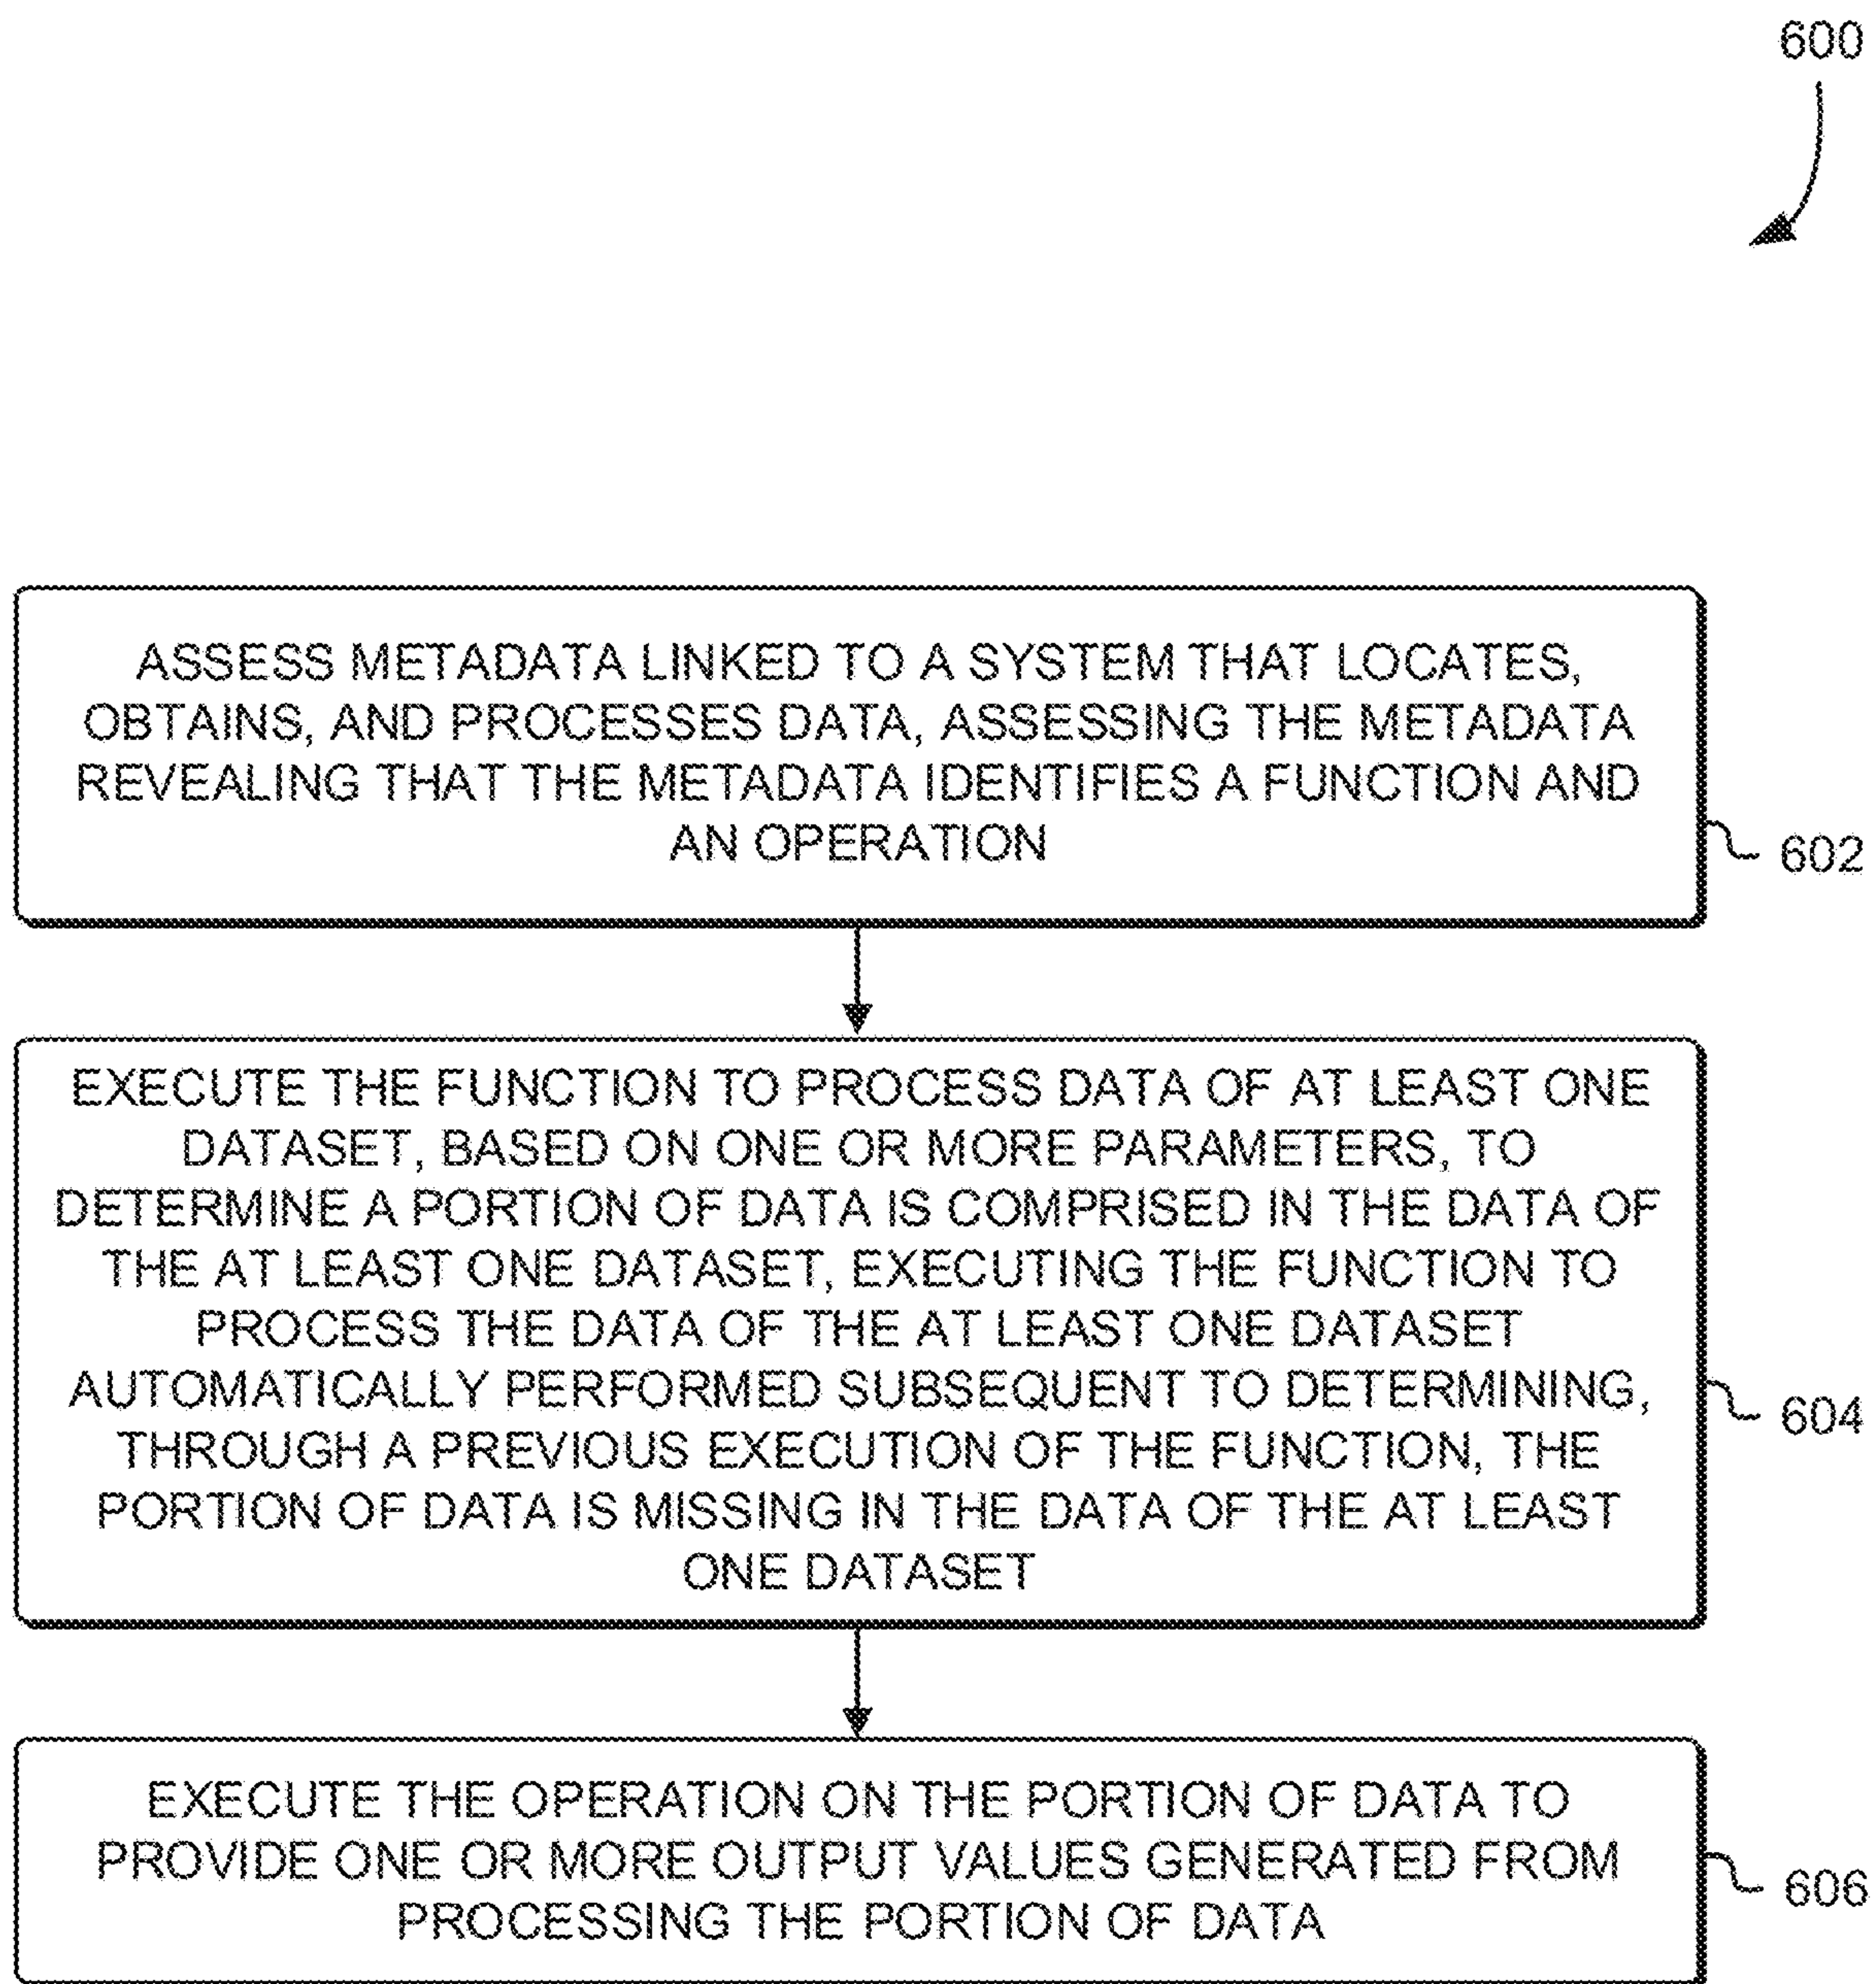 600
ASSESS METADATA LINKED TO A SYSTEM THAT LOCATES,
OBTAINS, AND PROCESSES DATA, ASSESSING THE METADATA
REVEALING THAT THE METADATA IDENTIFIES A FUNCTION AND
AN OPERATION
602
EXECUTE THE FUNCTION TO PROCESS DATA OF AT LEAST ONE
DATASET, BASED ON ONE OR MORE PARAMETERS, TO
DETERMINE A PORTION OF DATA IS COMPRISED IN THE DATA OF
THE AT LEAST ONE DATASET, EXECUTING THE FUNCTION TO
PROCESS THE DATA OF THE AT LEAST ONE DATASET
AUTOMATICALLY PERFORMED SUBSEQUENT TO DETERMINING,
THROUGH A PREVIOUS EXECUTION OF THE FUNCTION, THE
PORTION OF DATA IS MISSING IN THE DATA OF THE AT LEAST
ONE DATASET
604
EXECUTE THE OPERATION ON THE PORTION OF DATA TO
PROVIDE ONE OR MORE OUTPUT VALUES GENERATED FROM
PROCESSING THE PORTION OF DATA
606